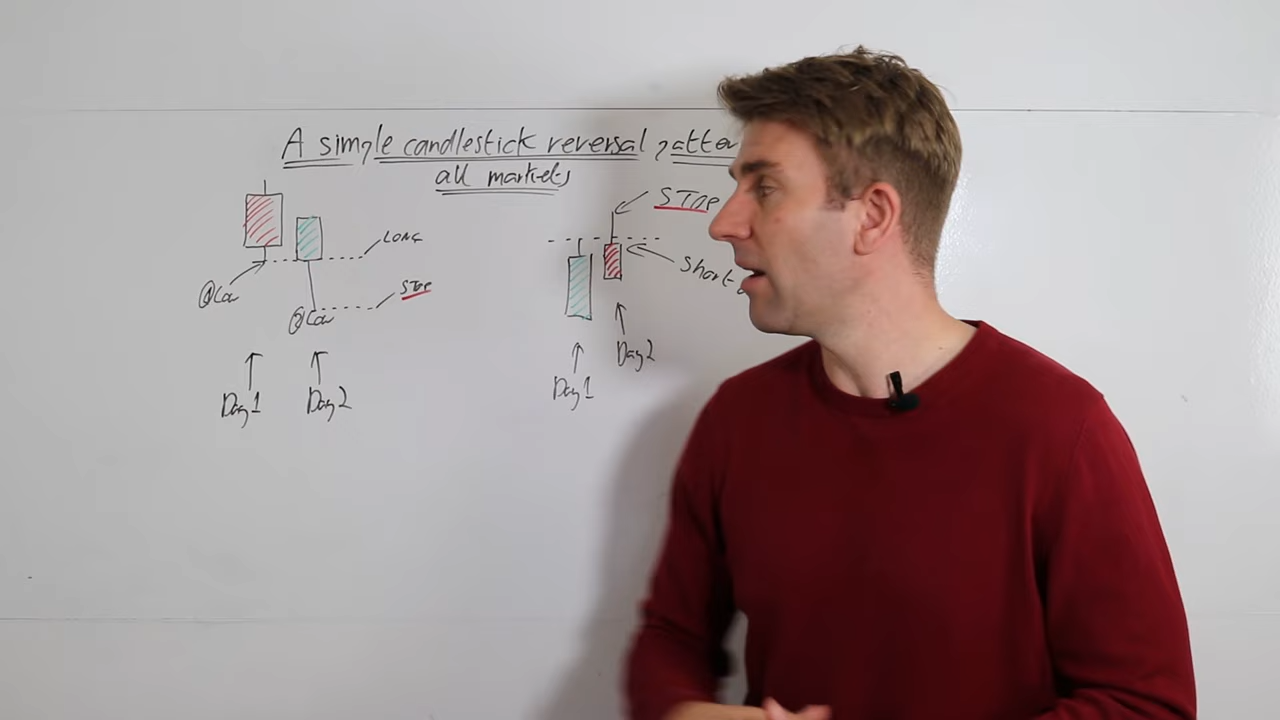 A simple candlestick reversal patter
all markets
STOP
LONG
Short
@Low
STOP
@Low
Day 2
Day 1
Day 1
Day 2